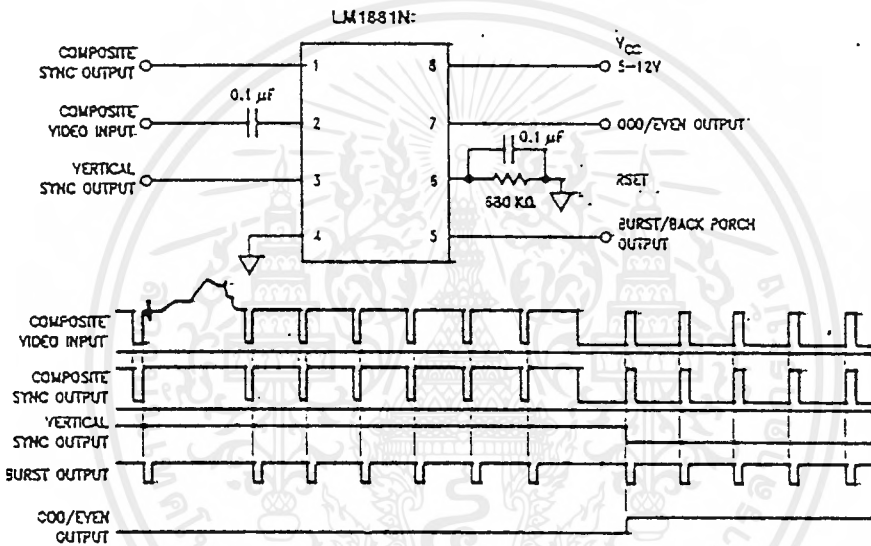 LM1881N
COMPOSITE
SYNC OUTPUT
1
8
VCC
5-12V
0.1 µF
COMPOSITE
VIDEO INPUT
2
7
ODD/EVEN OUTPUT
0.1 µF
VERTICAL
SYNC OUTPUT
3
6
680 KΩ
RSET
4
5
BURST/BACK PORCH
OUTPUT
COMPOSITE
VIDEO INPUT
COMPOSITE
SYNC OUTPUT
VERTICAL
SYNC OUTPUT
BURST OUTPUT
ODD/EVEN
OUTPUT